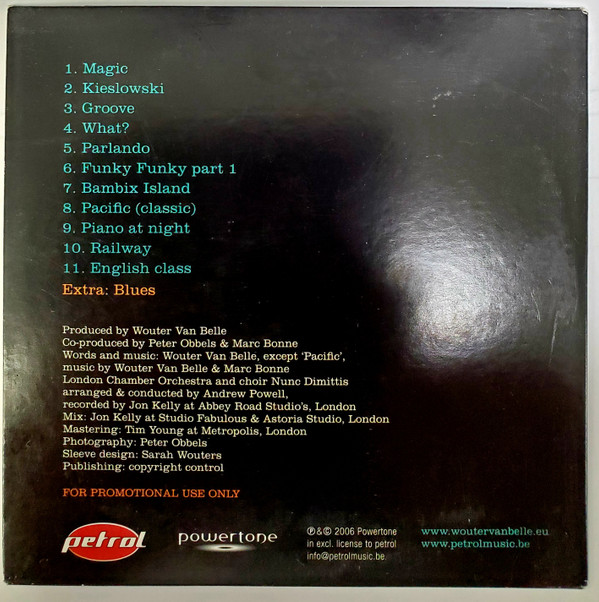 1. Magic
2. Kieslowski
3. Groove
4. What?
5. Parlando
6. Funky Funky part 1
7. Bambix Island
8. Pacific (classic)
9. Piano at night
10. Railway
11. English class
Extra: Blues
Produced by Wouter Van Belle
Co-produced by Peter Obbels & Marc Bonne
Words and music: Wouter Van Belle, except 'Pacific',
music by Wouter Van Belle & Marc Bonne
London Chamber Orchestra and choir Nunc Dimittis
arranged & conducted by Andrew Powell,
recorded by Jon Kelly at Abbey Road Studio's, London
Mix: Jon Kelly at Studio Fabulous & Astoria Studio, London
Mastering: Tim Young at Metropolis, London
Photography: Peter Obbels
Sleeve design: Sarah Wouters
Publishing: copyright control
FOR PROMOTIONAL USE ONLY
petrol
powertone
℗&© 2006 Powertone
in excl. license to petrol
info@petrolmusic.be
www.woutervanbelle.eu
www.petrolmusic.be